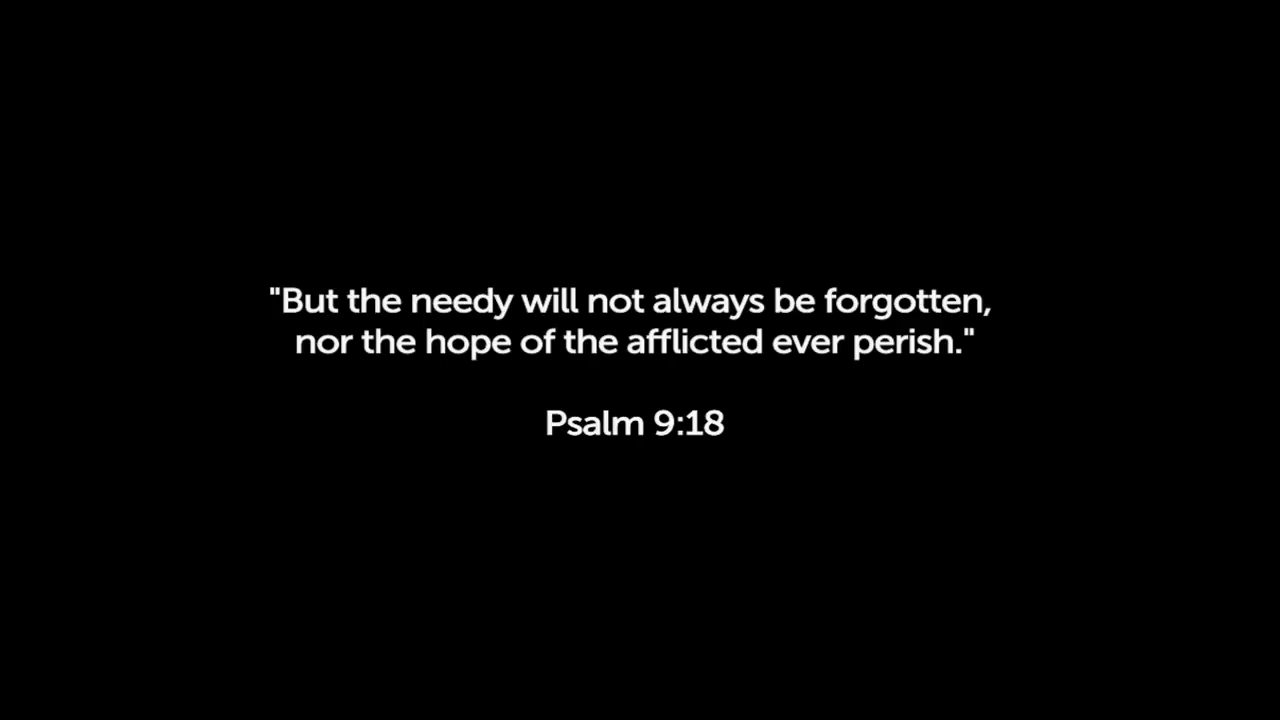 "But the needy will not always be forgotten,
nor the hope of the afflicted ever perish."
Psalm 9:18